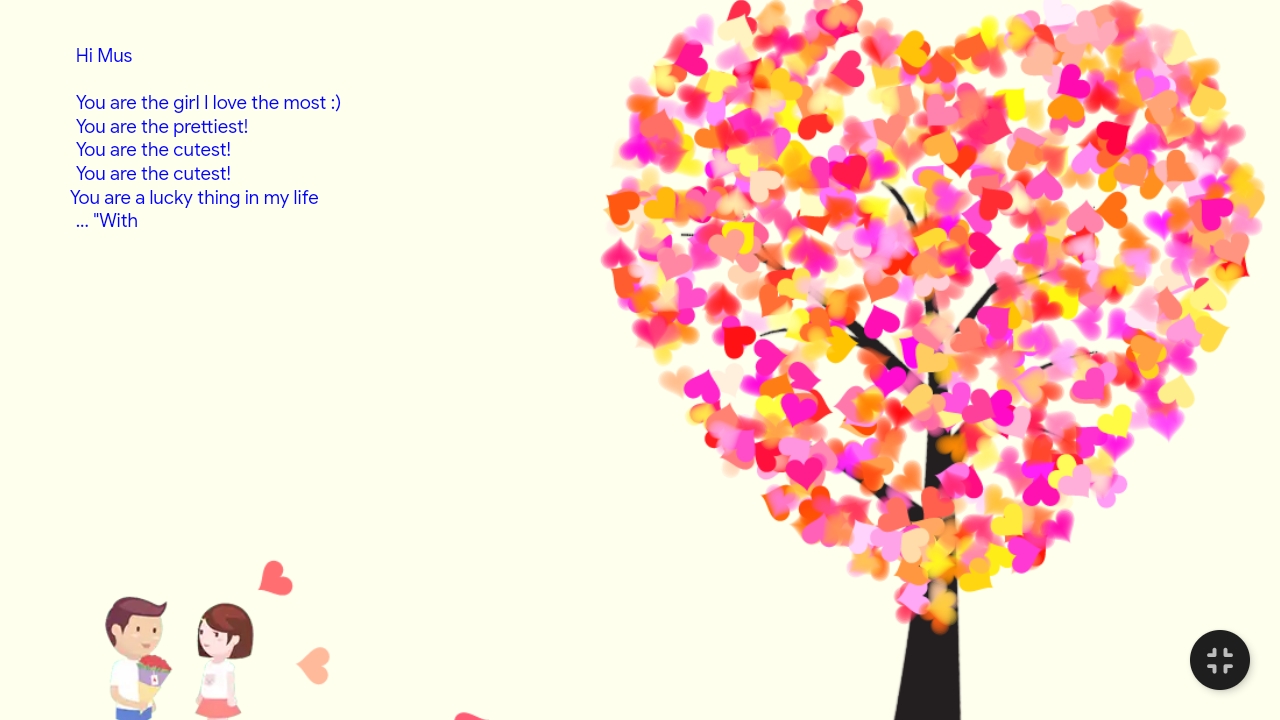 Hi Mus
You are the girl I love the most :)
You are the prettiest!
You are the cutest!
You are the cutest!
You are a lucky thing in my life
... "With